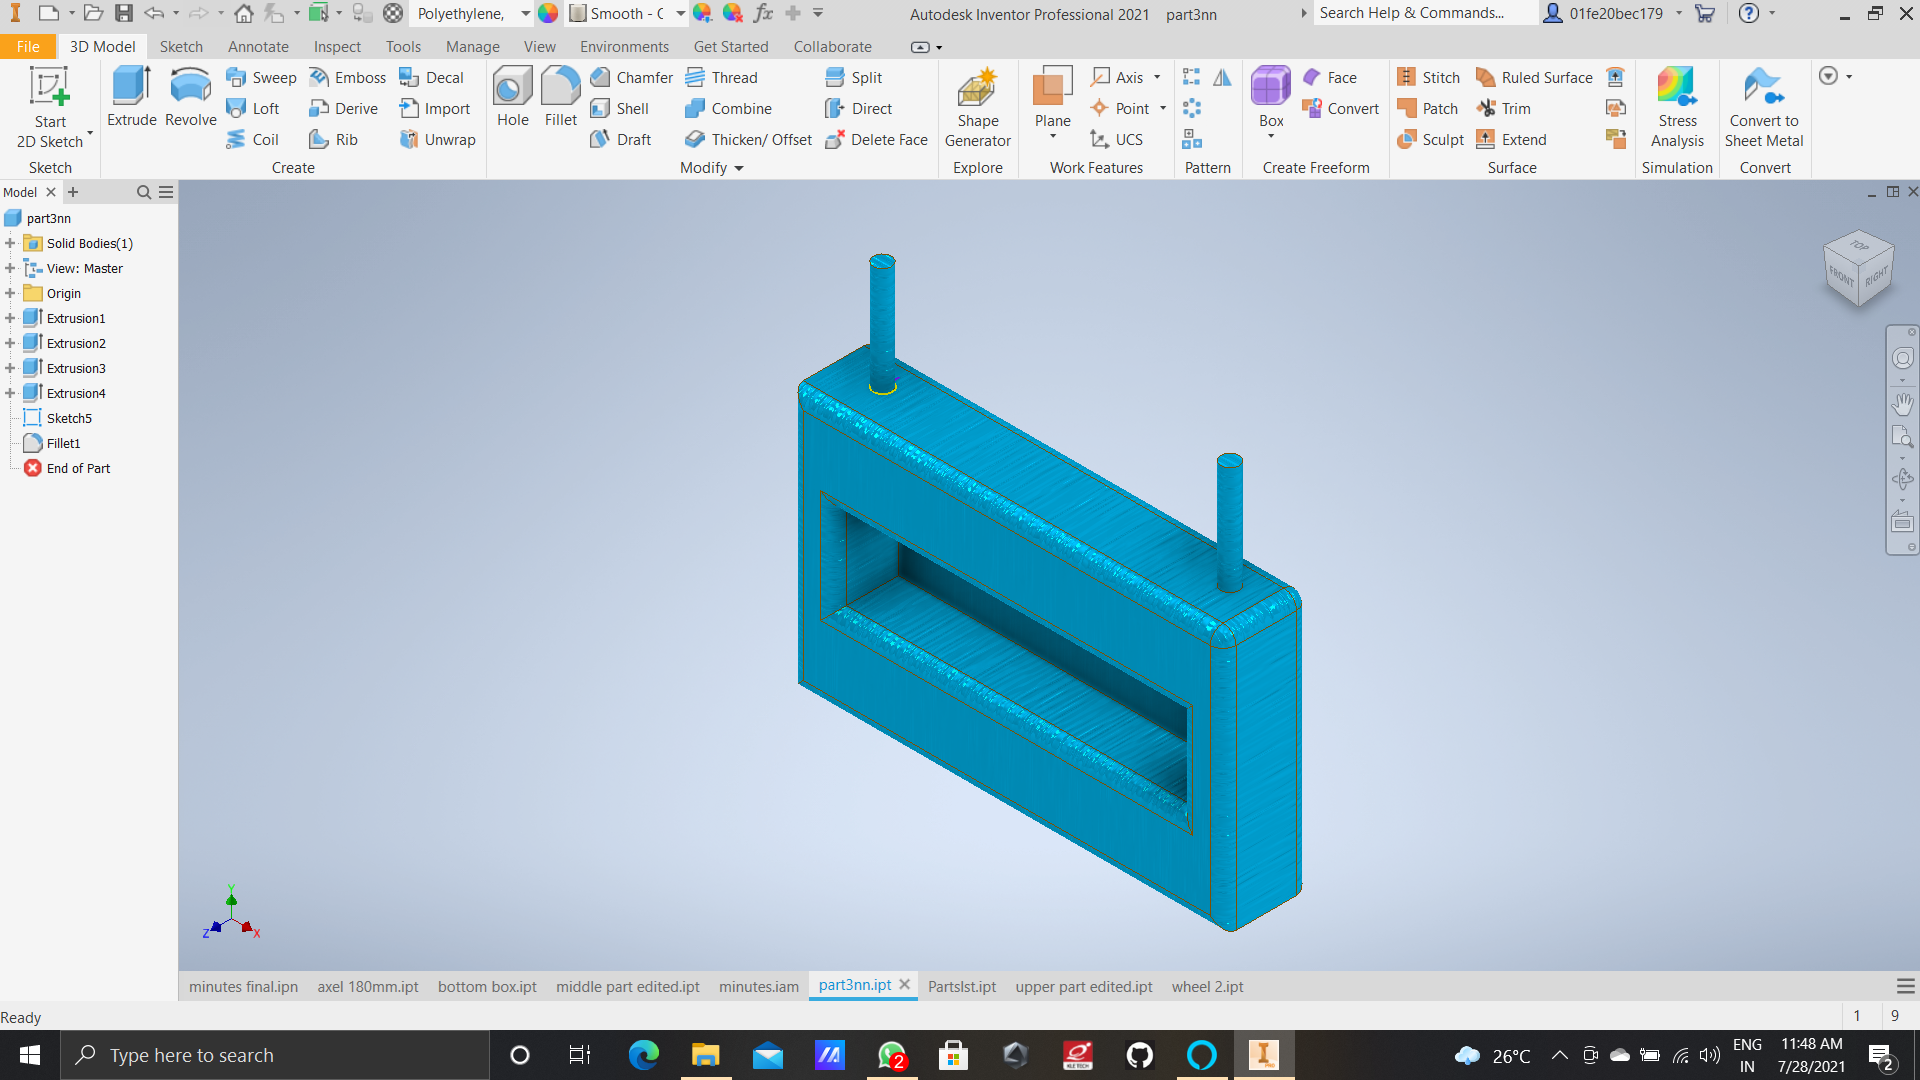 Polyethylene,
Smooth - C
Autodesk Inventor Professional 2021 part3nn
Search Help & Commands...
01fe20bec179
File 3D Model Sketch Annotate Inspect Tools Manage View Environments Get Started Collaborate
Start
2D Sketch
Sketch
Extrude Revolve
Sweep Emboss Decal
Loft Derive Import
Coil Rib Unwrap
Create
Hole Fillet
Chamfer Thread Split
Shell Combine Direct
Draft Thicken/ Offset Delete Face
Modify
Shape
Generator
Explore
Plane
Axis
Point
UCS
Work Features
Pattern
Box
Face
Convert
Create Freeform
Stitch Ruled Surface
Patch Trim
Sculpt Extend
Surface
Stress
Analysis
Simulation
Convert to
Sheet Metal
Convert
Model
part3nn
Solid Bodies(1)
View: Master
Origin
Extrusion1
Extrusion2
Extrusion3
Extrusion4
Sketch5
Fillet1
End of Part
TOP
FRONT RIGHT
Y
Z X
minutes final.ipn axel 180mm.ipt bottom box.ipt middle part edited.ipt minutes.iam part3nn.ipt Partslst.ipt upper part edited.ipt wheel 2.ipt
Ready
1 9
Type here to search
2
KLE TECH
PRO
26°C
ENG
IN
11:48 AM
7/28/2021
2